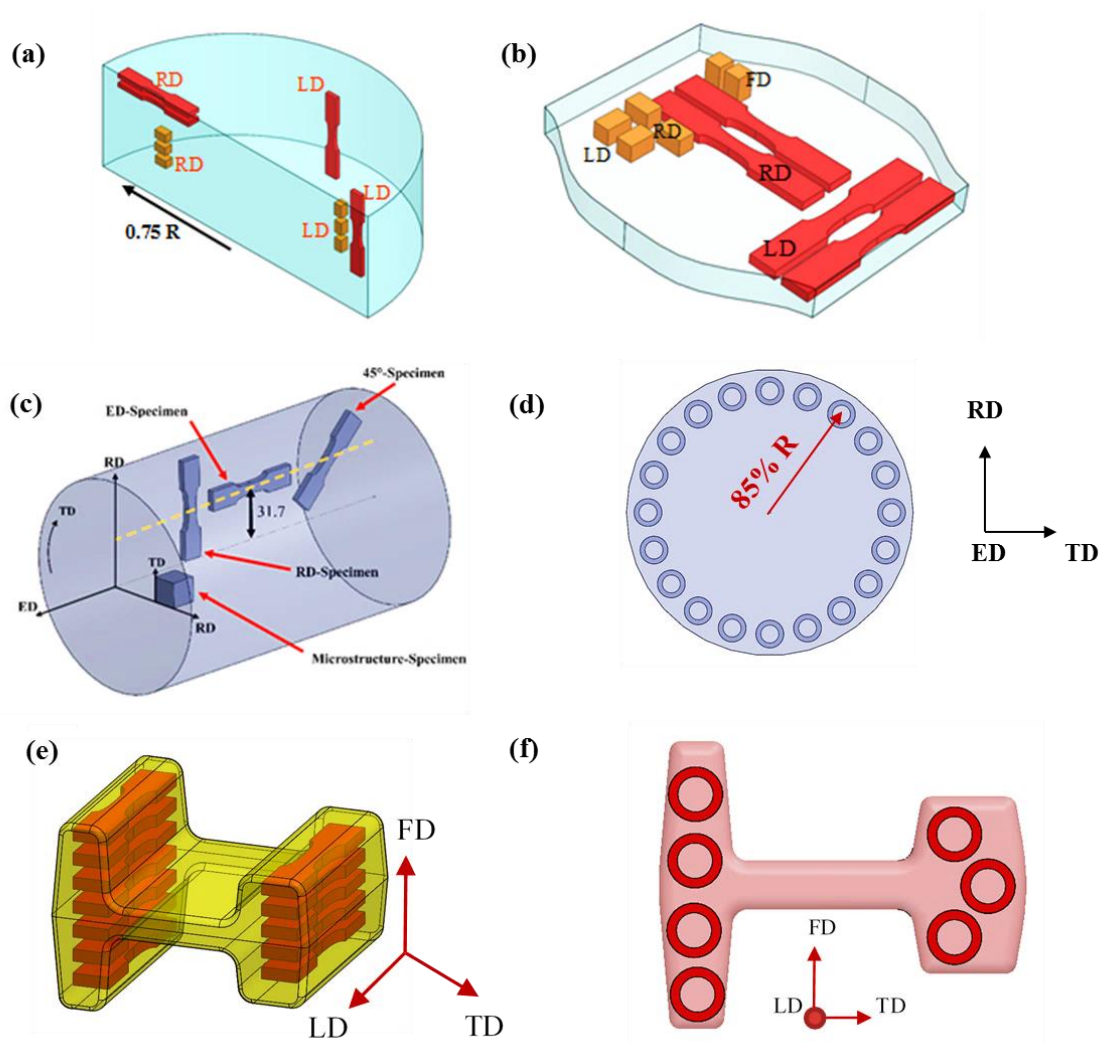 (a)
RD
LD
RD
LD
LD
0.75 R
(b)
FD
RD
LD
RD
LD
(c)
45°-Specimen
ED-Specimen
RD
TD
31.7
TD
RD-Specimen
ED
RD
Microstructure-Specimen
(d)
85% R
RD
ED
TD
(e)
FD
LD
TD
(f)
FD
LD
TD